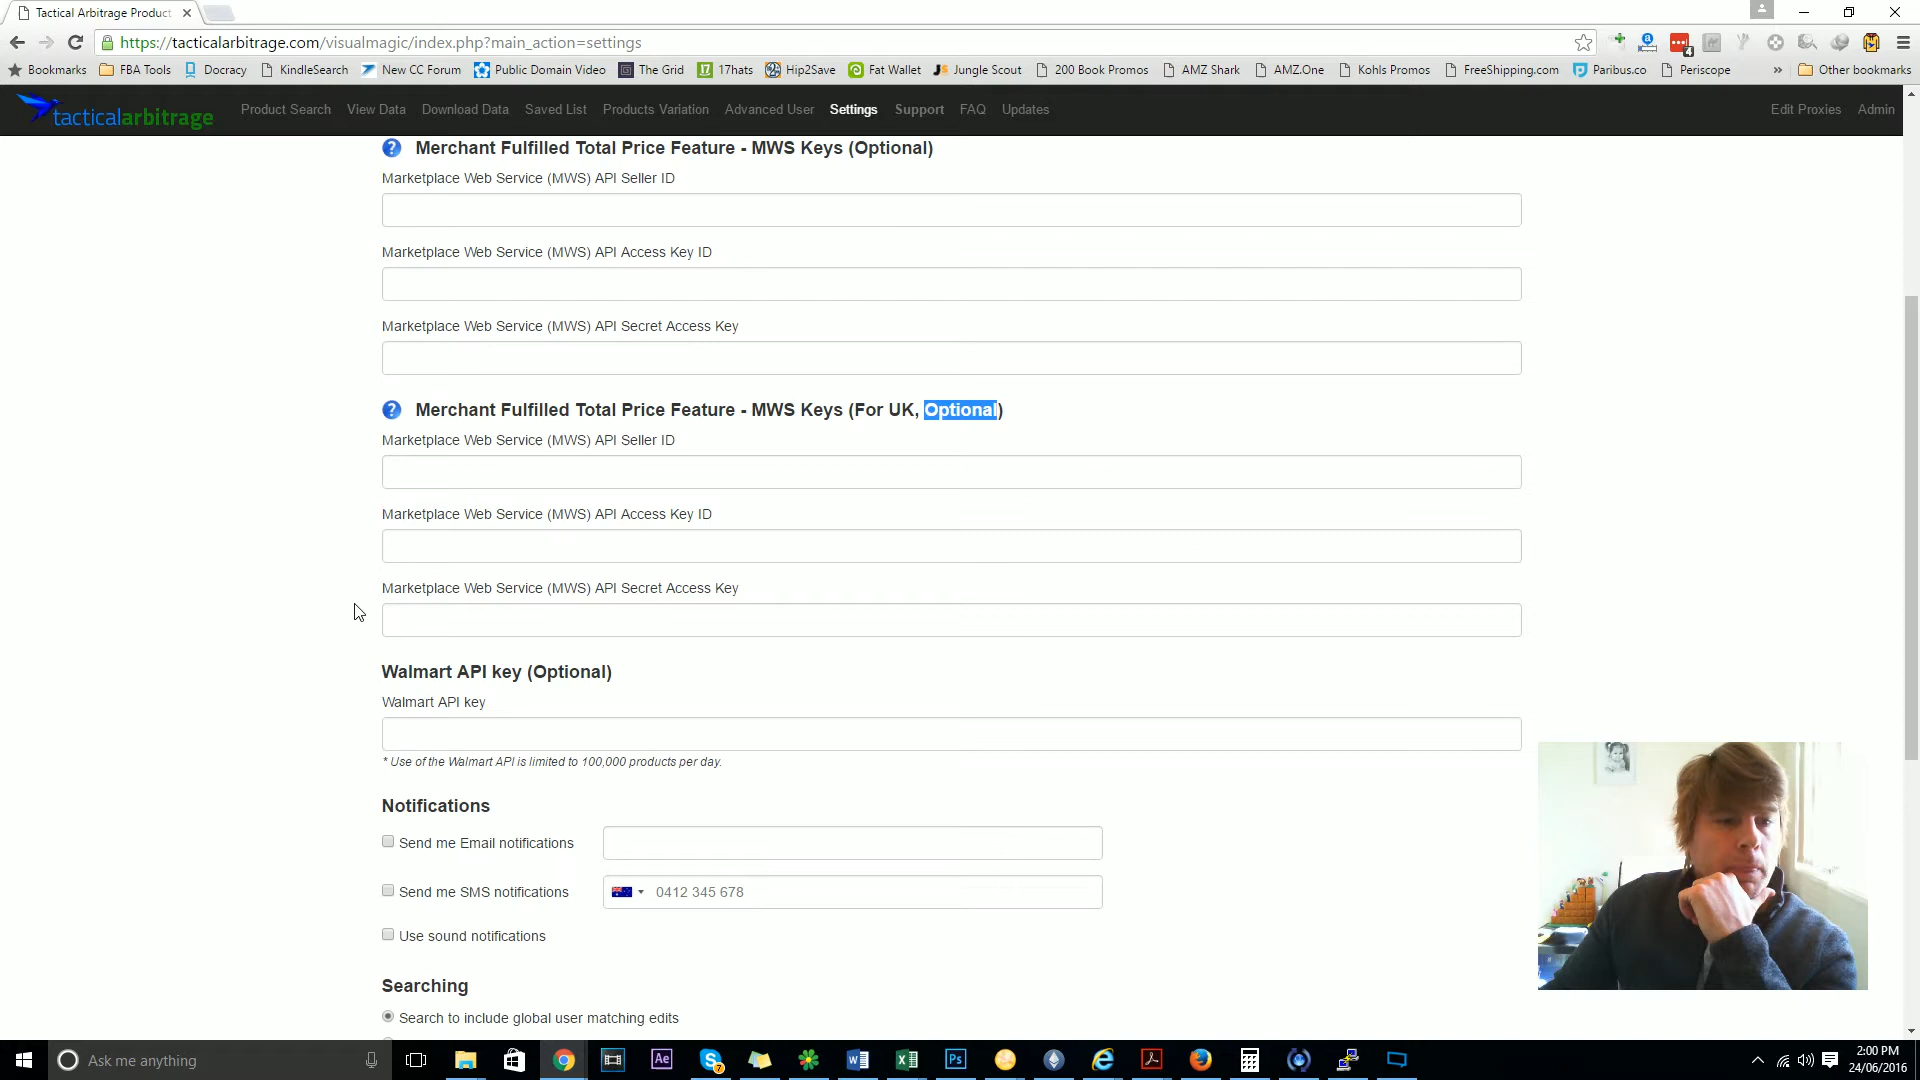 Tactical Arbitrage Product
https://tacticalarbitrage.com/visualmagic/index.php?main_action=settings
4
Bookmarks FBA Tools Docracy KindleSearch New CC Forum Public Domain Video The Grid 17hats Hip2Save Fat Wallet Jungle Scout 200 Book Promos AMZ Shark AMZ.One Kohls Promos FreeShipping.com Paribus.co Periscope » Other bookmarks
tacticalarbitrage Product Search View Data Download Data Saved List Products Variation Advanced User Settings Support FAQ Updates Edit Proxies Admin
? Merchant Fulfilled Total Price Feature - MWS Keys (Optional)
Marketplace Web Service (MWS) API Seller ID
Marketplace Web Service (MWS) API Access Key ID
Marketplace Web Service (MWS) API Secret Access Key
? Merchant Fulfilled Total Price Feature - MWS Keys (For UK, Optional)
Marketplace Web Service (MWS) API Seller ID
Marketplace Web Service (MWS) API Access Key ID
Marketplace Web Service (MWS) API Secret Access Key
Walmart API key (Optional)
Walmart API key
* Use of the Walmart API is limited to 100,000 products per day.
Notifications
Send me Email notifications
Send me SMS notifications 0412 345 678
Use sound notifications
Searching
Search to include global user matching edits
Ask me anything
Ae
7
Ps
2:00 PM
24/06/2016